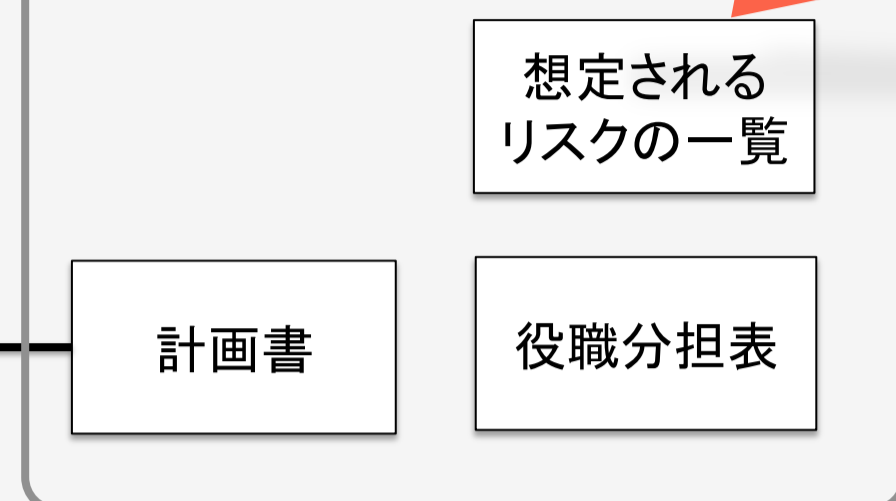 想定される
リスクの一覧
計画書
役職分担表